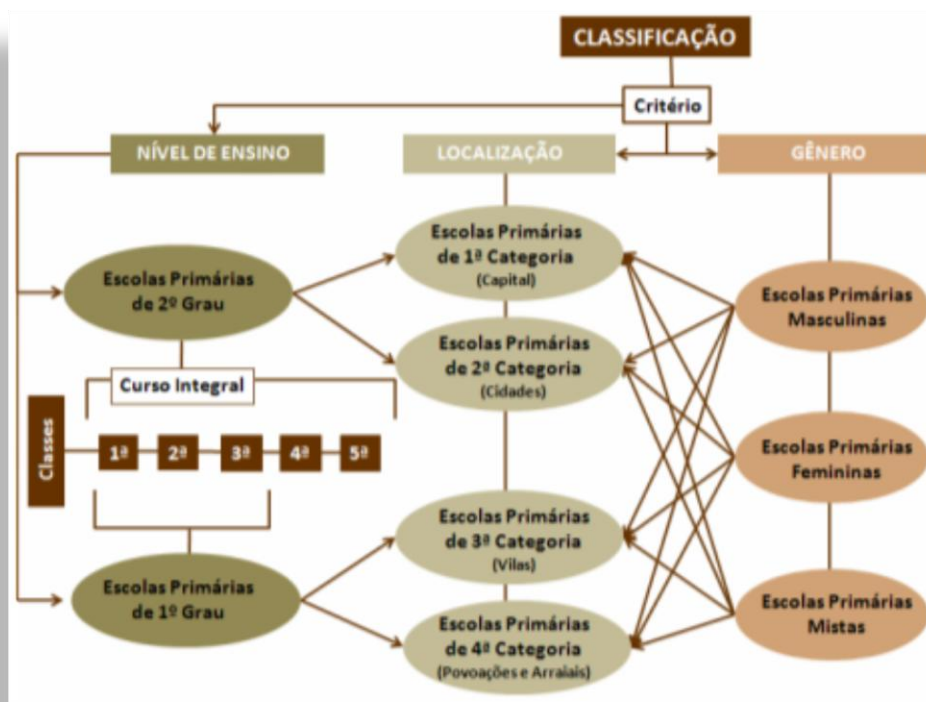 CLASSIFICAÇÃO
Critério
NÍVEL DE ENSINO
LOCALIZAÇÃO
GÊNERO
Escolas Primárias
de 2º Grau
Curso Integral
Classes
1ª
2ª
3ª
4ª
5ª
Escolas Primárias
de 1º Grau
Escolas Primárias
de 1ª Categoria
(Capital)
Escolas Primárias
de 2ª Categoria
(Cidades)
Escolas Primárias
de 3ª Categoria
(Vilas)
Escolas Primárias
de 4ª Categoria
(Povoações e Arraiais)
Escolas Primárias
Masculinas
Escolas Primárias
Femininas
Escolas Primárias
Mistas